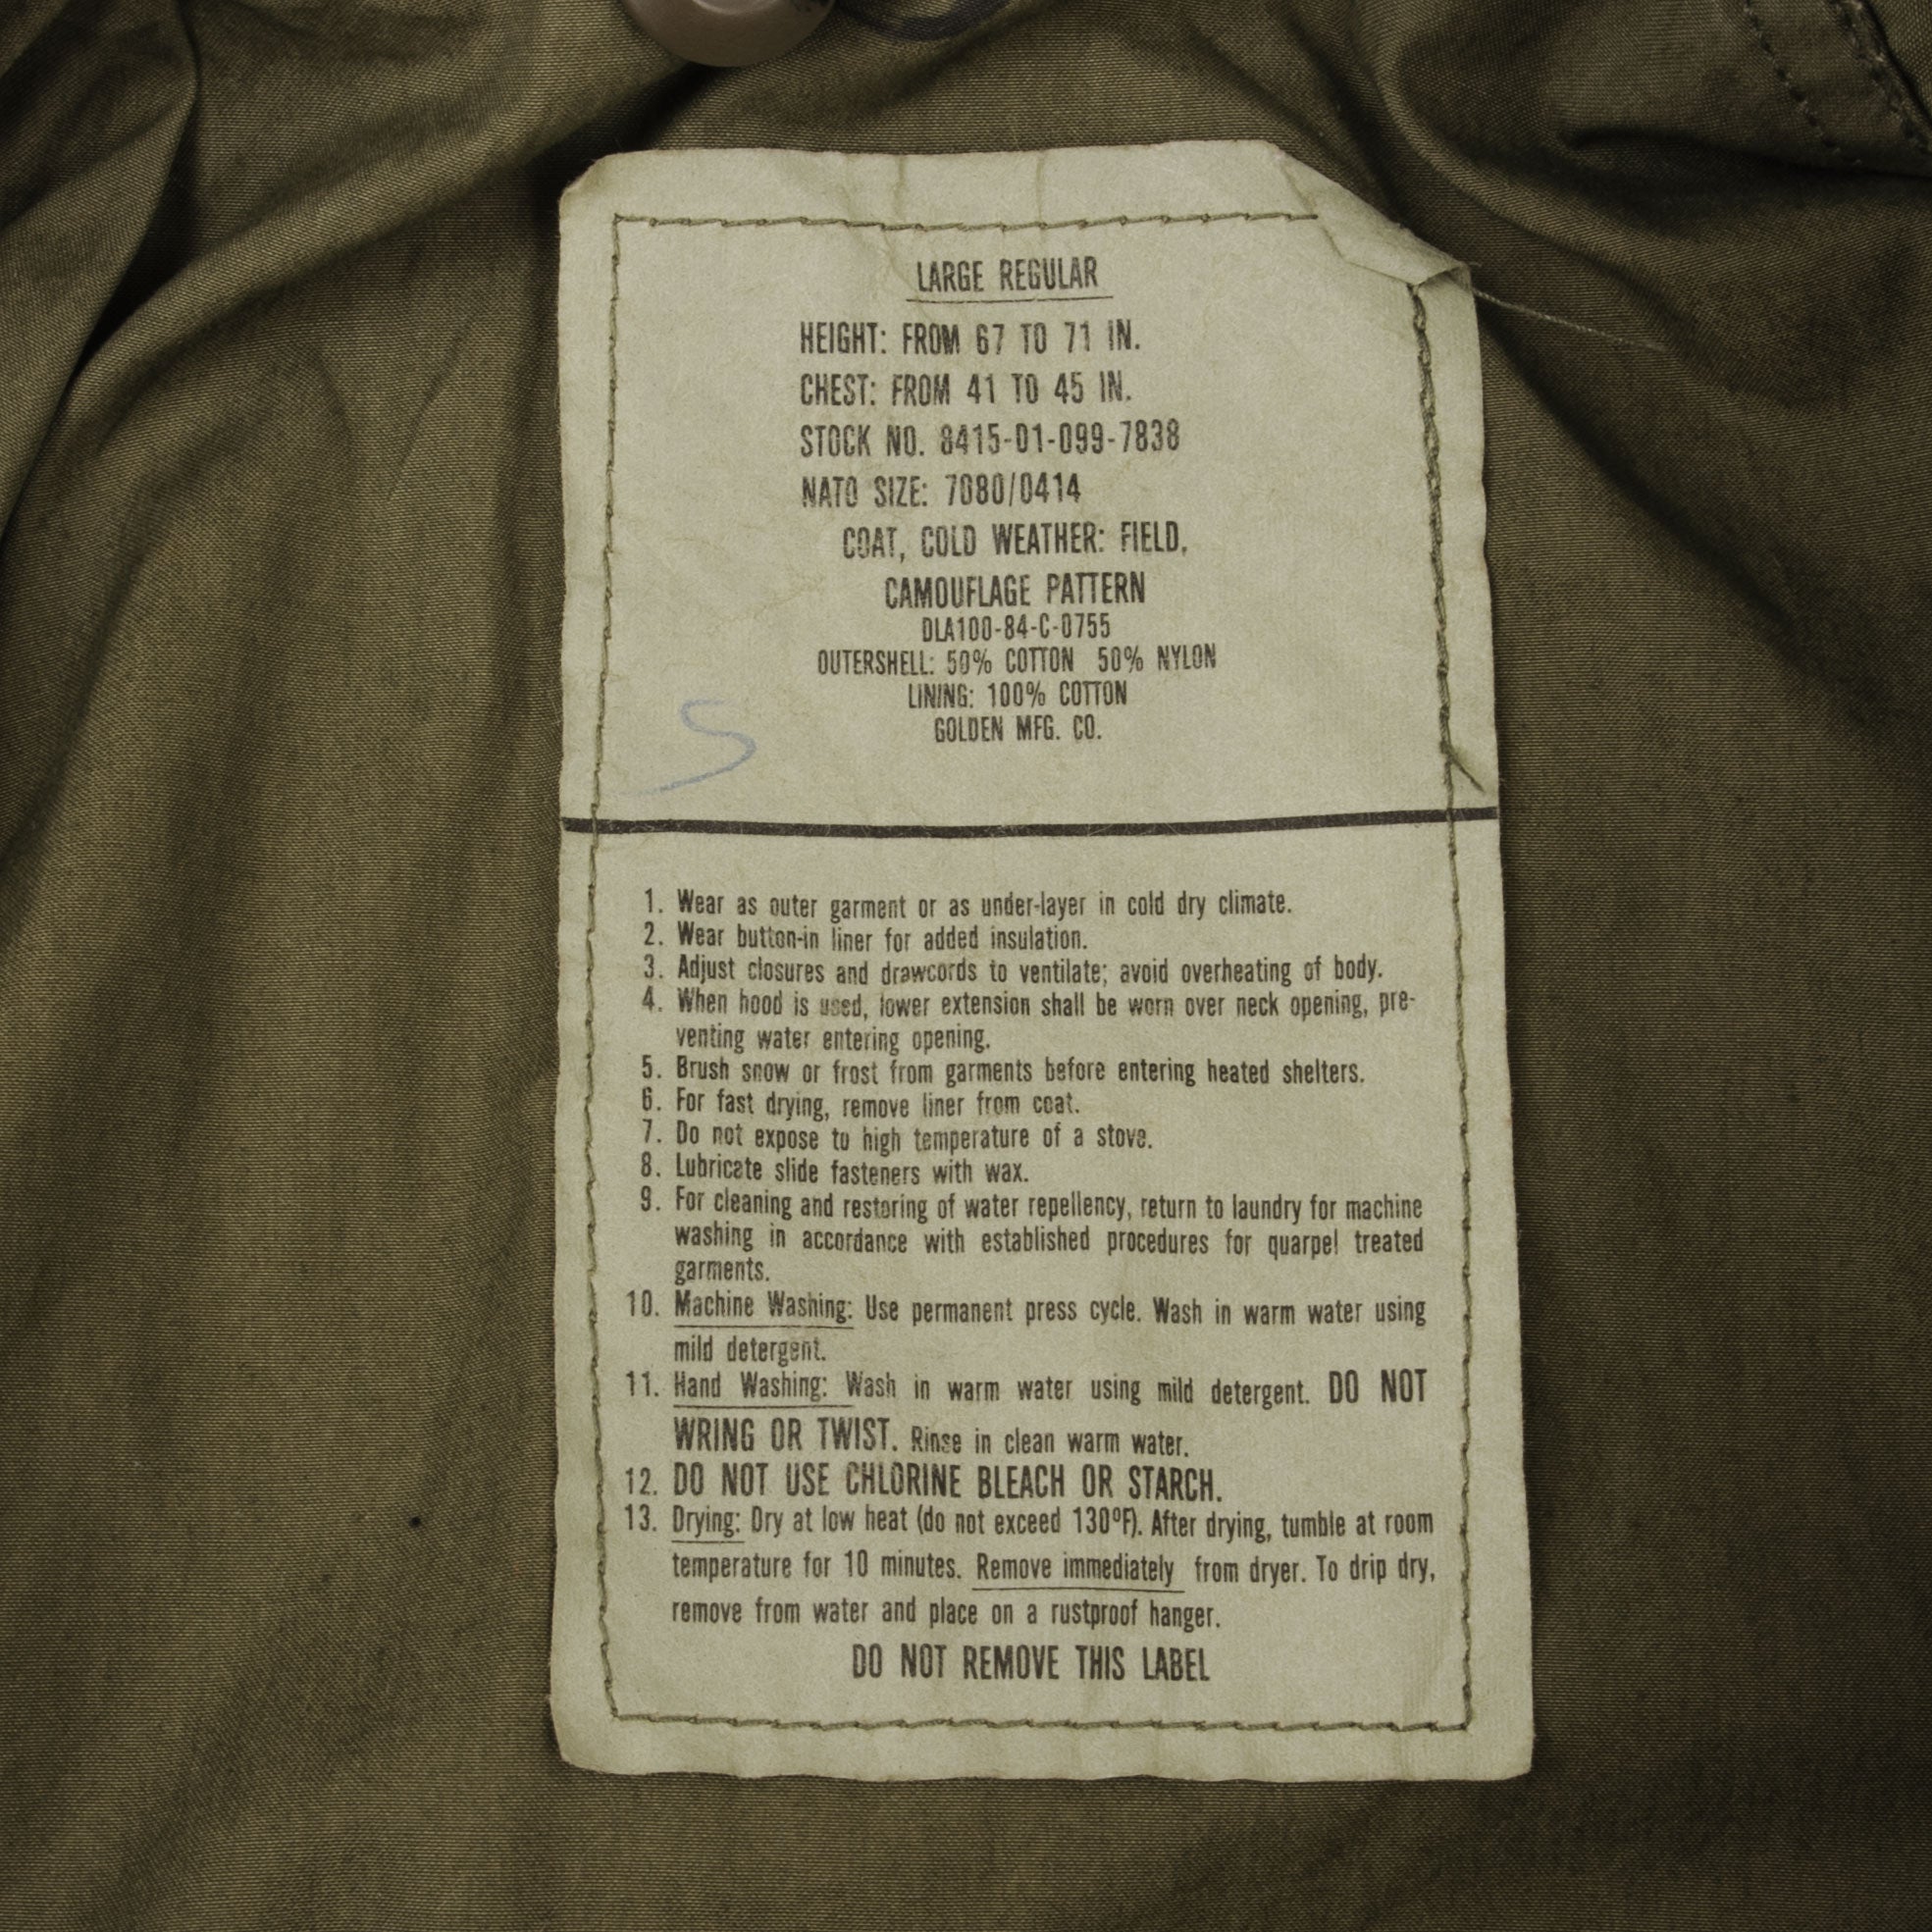 LARGE REGULAR
HEIGHT: FROM 67 TO 71 IN.
CHEST: FROM 41 TO 45 IN.
STOCK NO. 8415-01-099-7838
NATO SIZE: 7080/0414
COAT, COLD WEATHER: FIELD,
CAMOUFLAGE PATTERN
DLA100-84-C-0755
OUTERSHELL: 50% COTTON 50% NYLON
LINING: 100% COTTON
GOLDEN MFG. CO.
S
1. Wear as outer garment or as under-layer in cold dry climate.
2. Wear button-in liner for added insulation.
3. Adjust closures and drawcords to ventilate; avoid overheating of body.
4. When hood is used, lower extension shall be worn over neck opening, pre-
venting water entering opening.
5. Brush snow or frost from garments before entering heated shelters.
6. For fast drying, remove liner from coat.
7. Do not expose to high temperature of a stove.
8. Lubricate slide fasteners with wax.
9. For cleaning and restoring of water repellency, return to laundry for machine
washing in accordance with established procedures for quarpel treated
garments.
10. Machine Washing: Use permanent press cycle. Wash in warm water using
mild detergent.
11. Hand Washing: Wash in warm water using mild detergent. DO NOT
WRING OR TWIST. Rinse in clean warm water.
12. DO NOT USE CHLORINE BLEACH OR STARCH.
13. Drying: Dry at low heat (do not exceed 130ºF). After drying, tumble at room
temperature for 10 minutes. Remove immediately from dryer. To drip dry,
remove from water and place on a rustproof hanger.
DO NOT REMOVE THIS LABEL